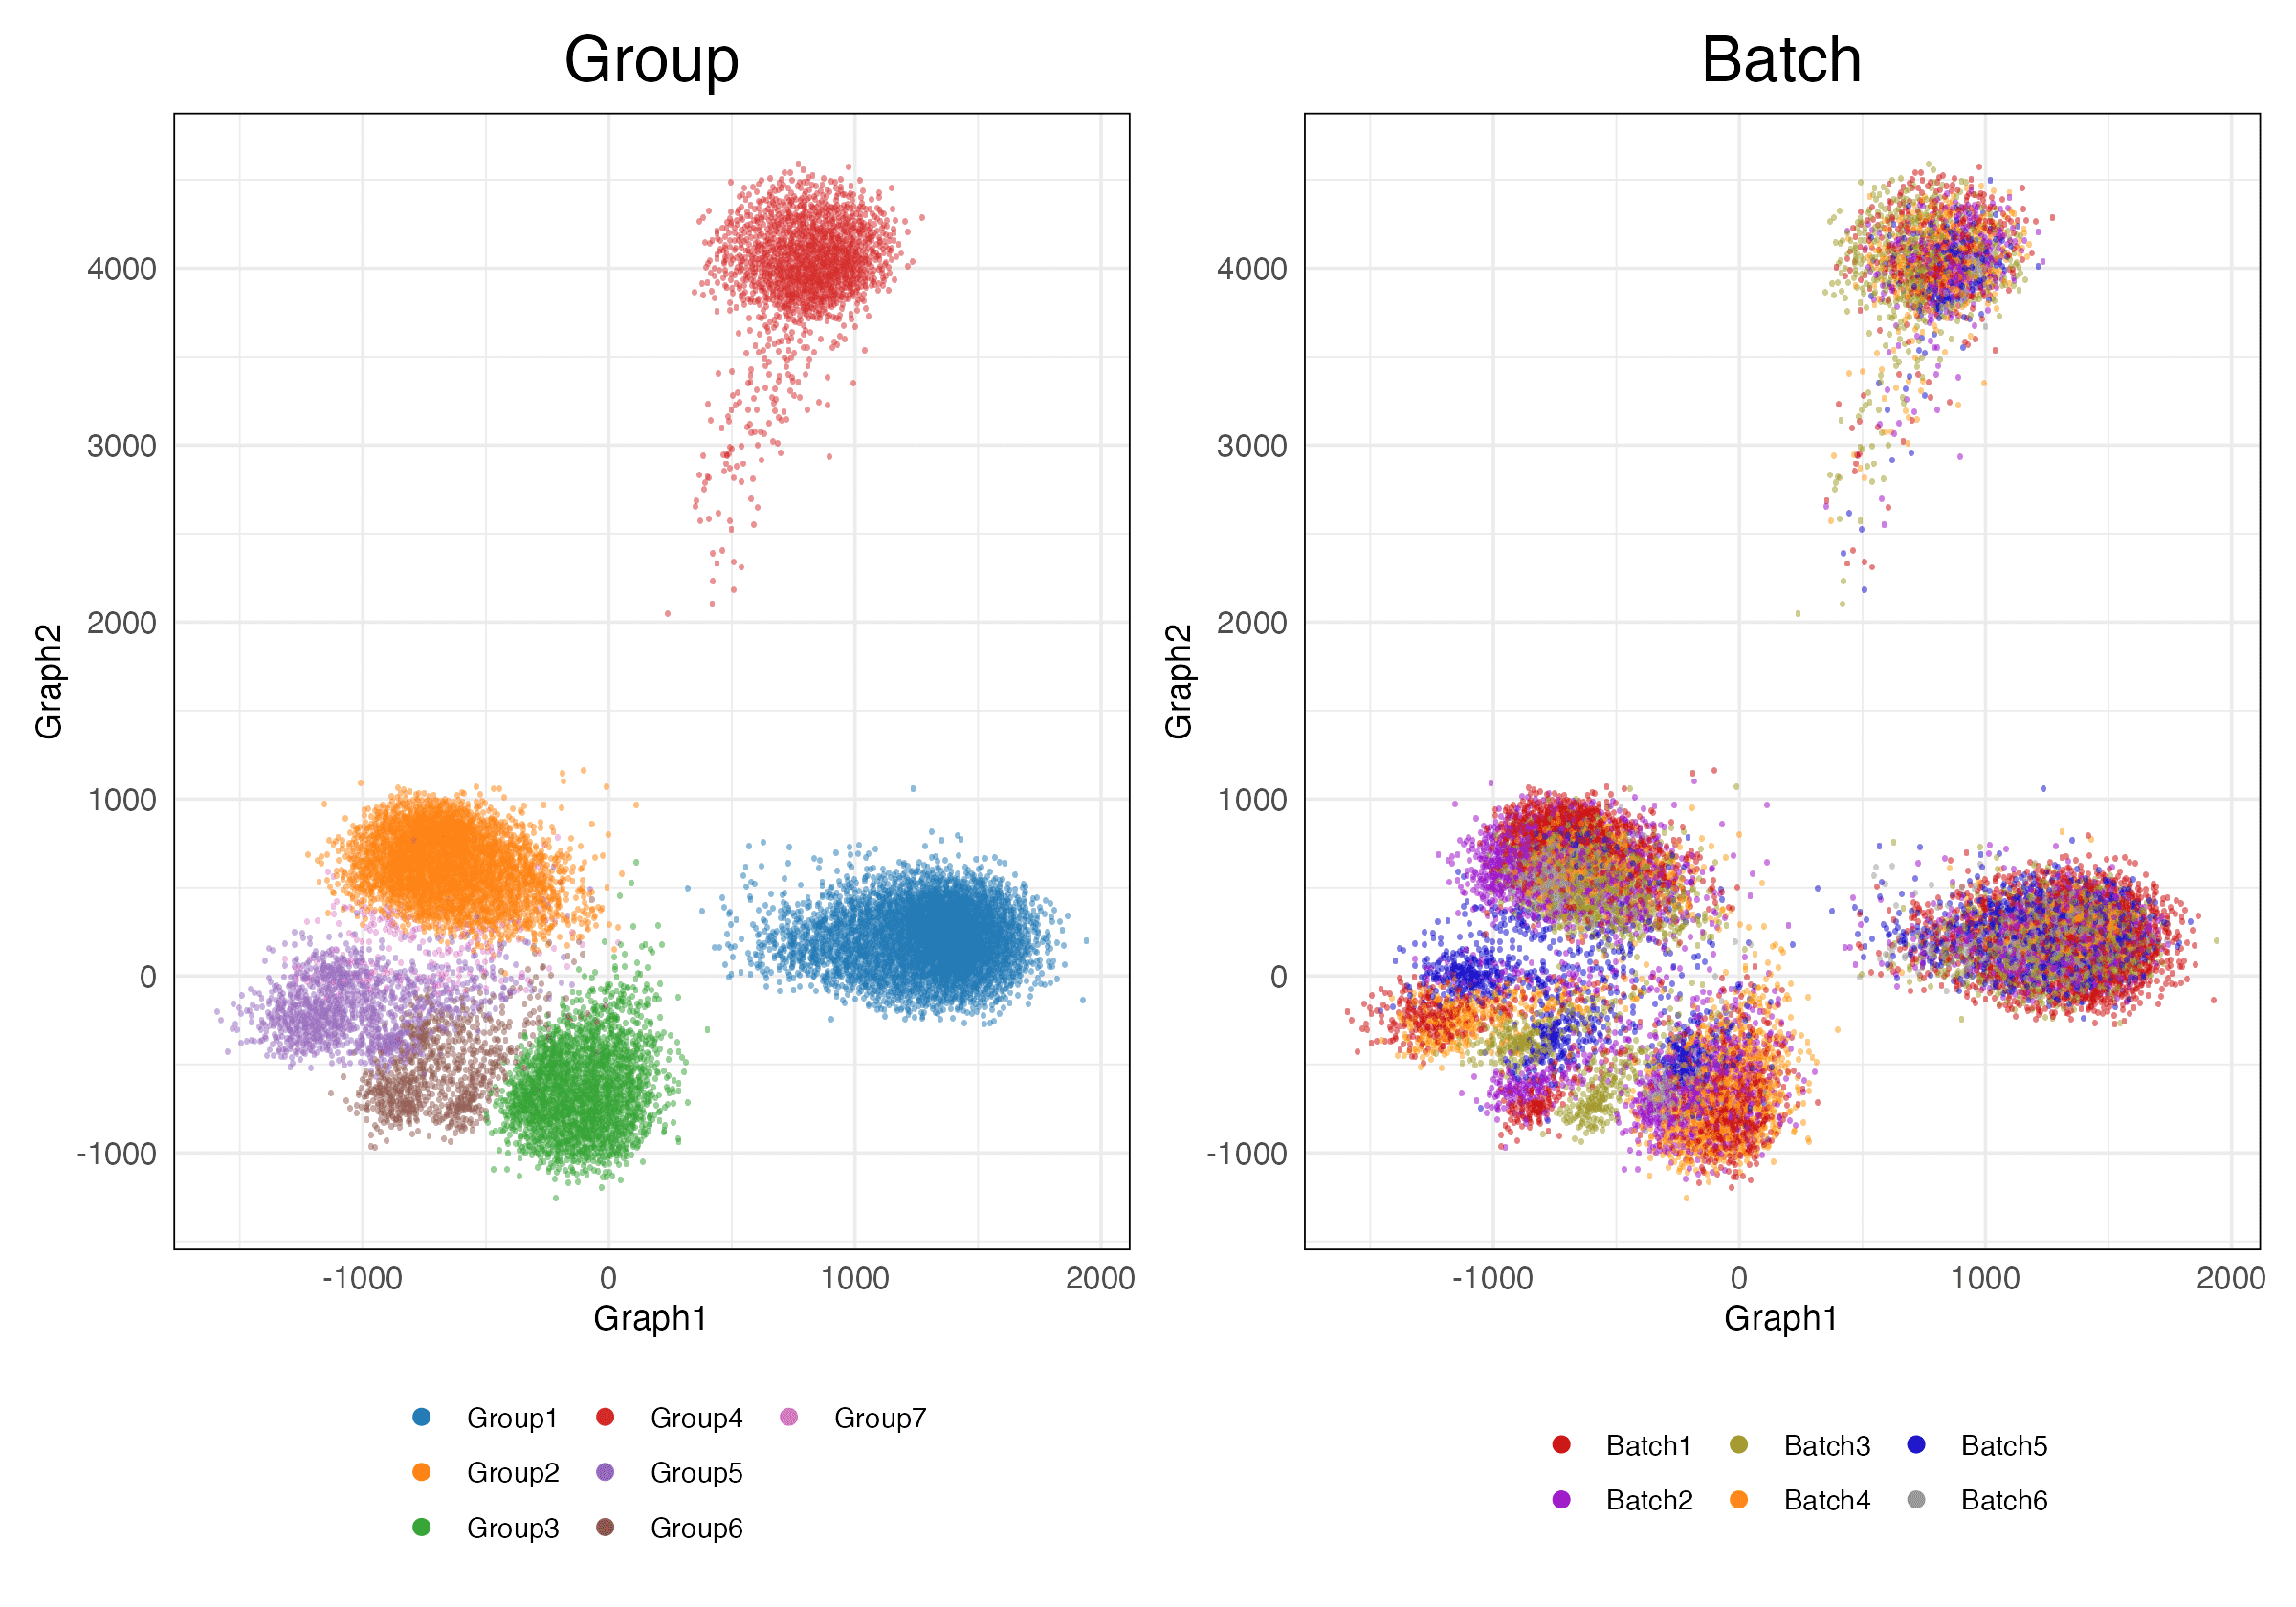 Group
Batch
4000
3000
2000
1000
0
-1000
Graph2
-1000 0 1000 2000
Graph1
4000
3000
2000
1000
0
-1000
Graph2
-1000 0 1000 2000
Graph1
Group1 Group4 Group7
Group2 Group5
Group3 Group6
Batch1 Batch3 Batch5
Batch2 Batch4 Batch6